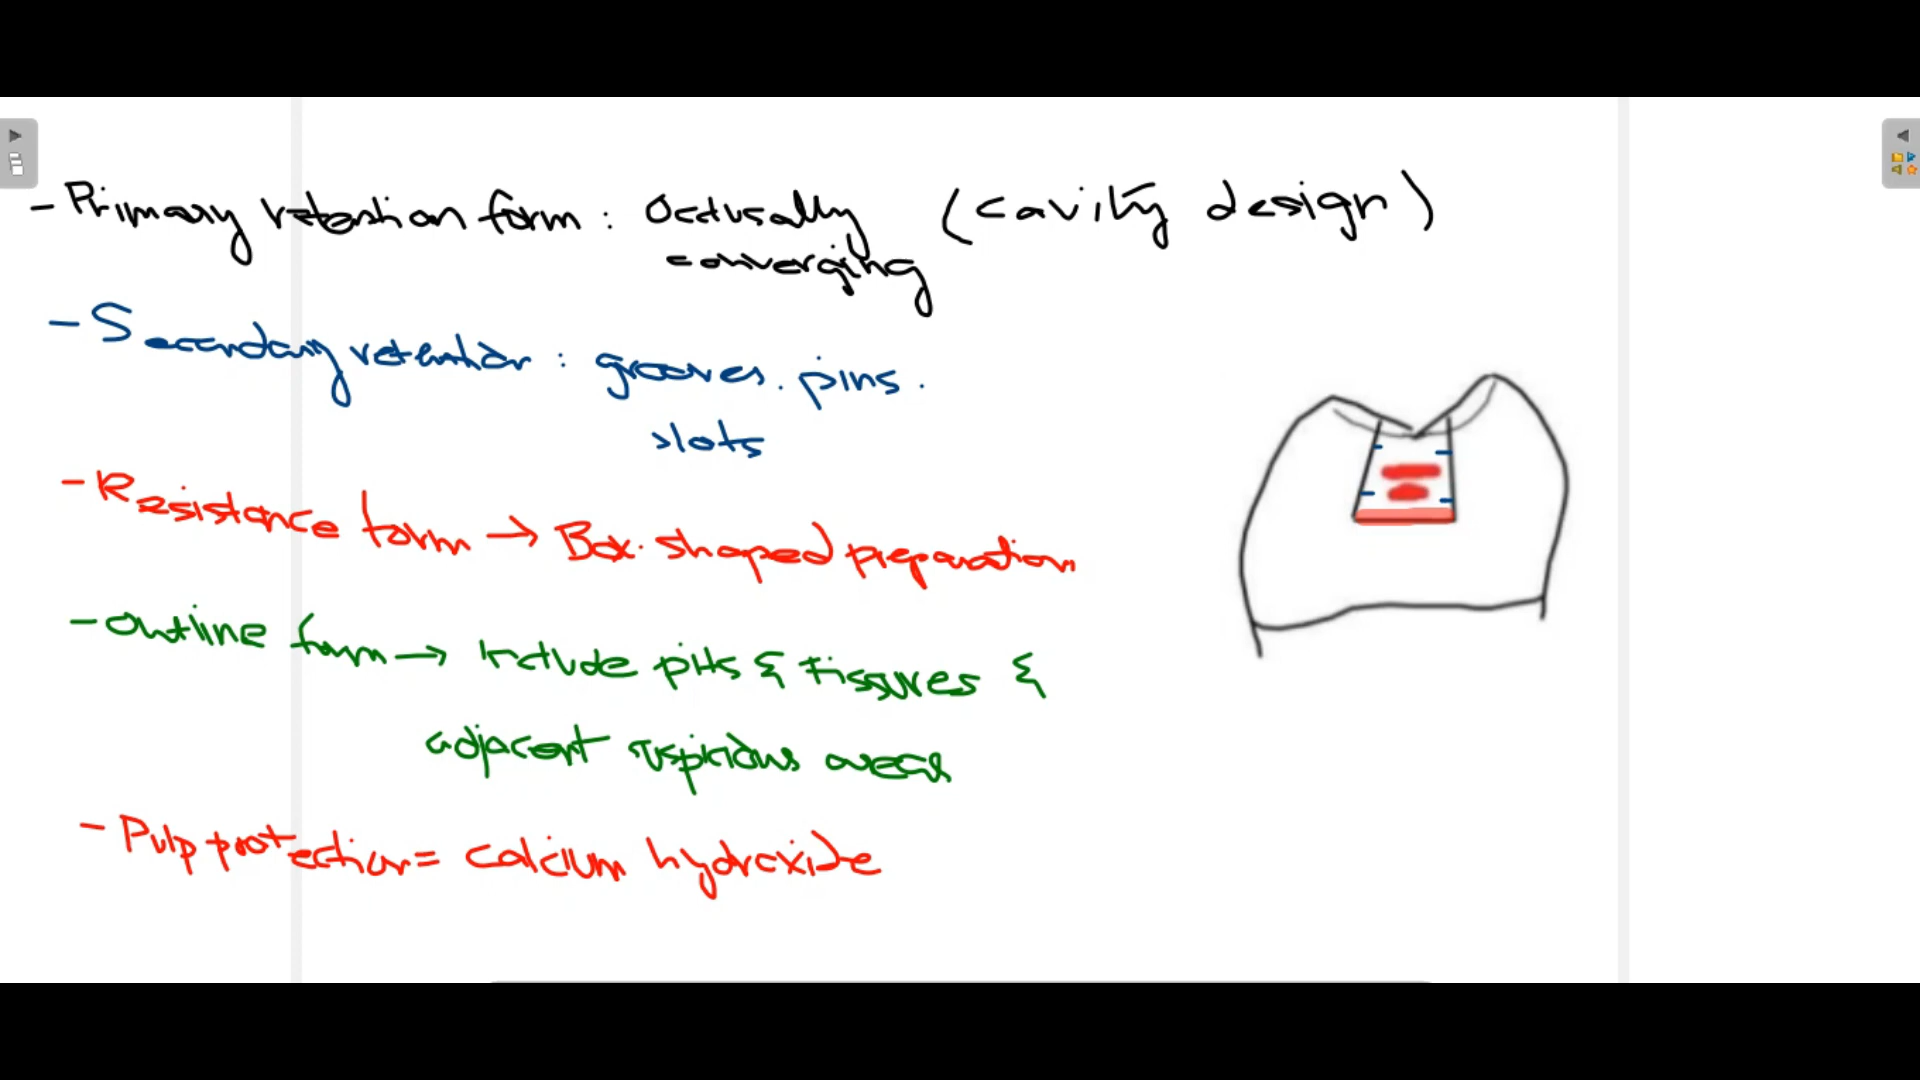 - Primary retention form : Occlusally (cavity design)
converging
- Secondary retention : grooves. pins.
slots
- Resistance form → Box-shaped preparation
- Outline form → Include pits & fissures &
adjacent suspicious areas
- Pulp protection = calcium hydroxide